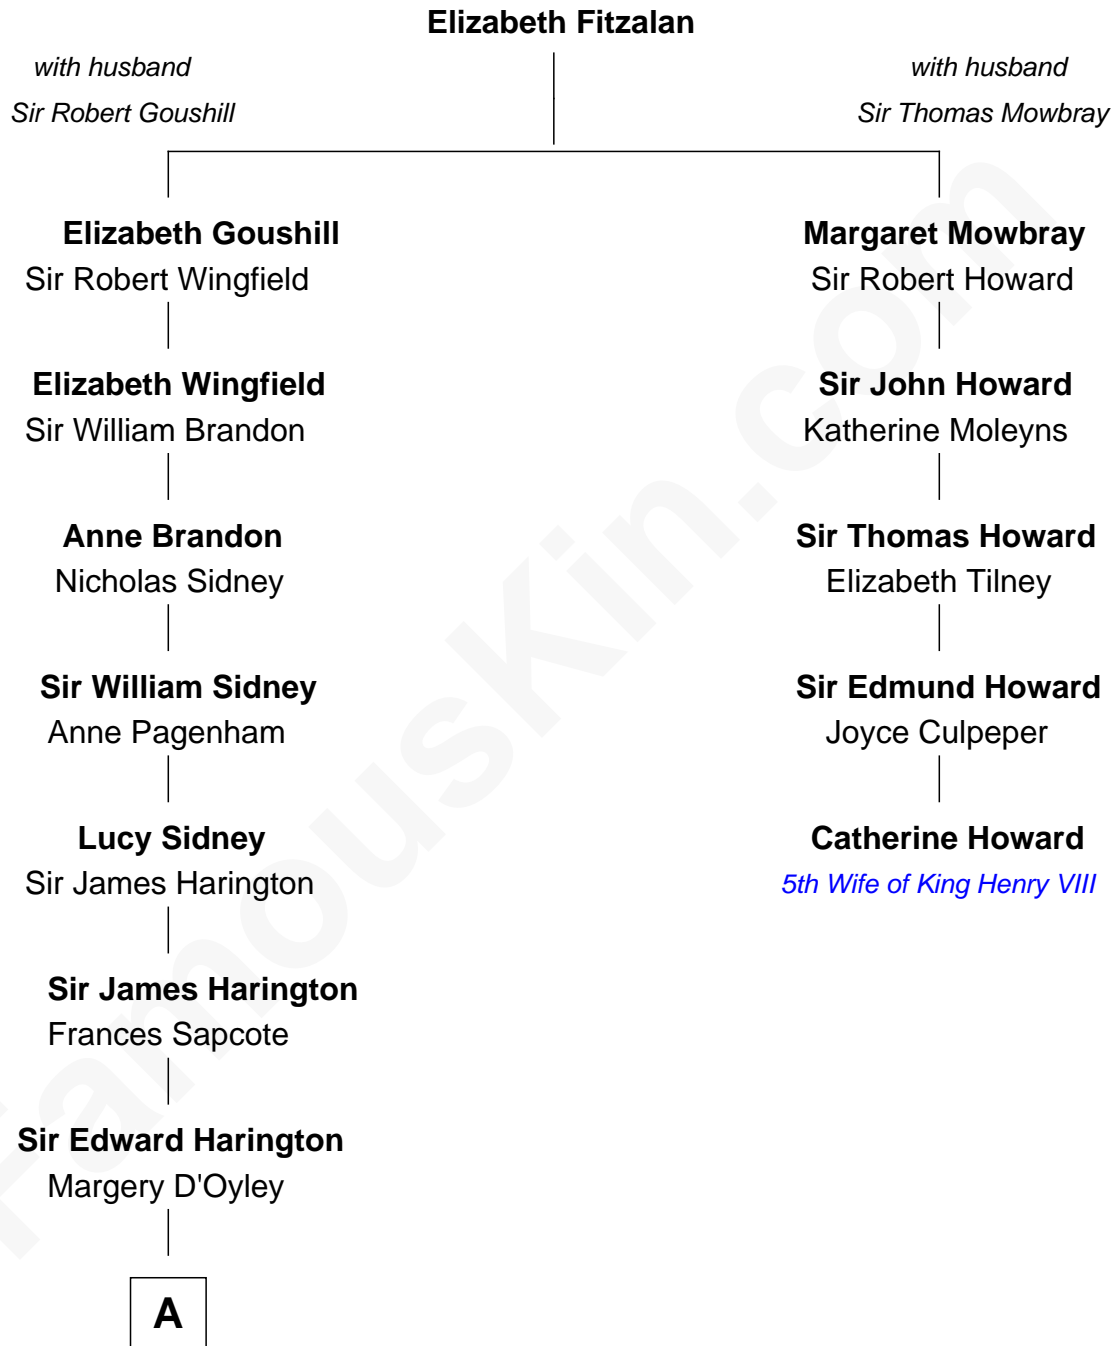 Elizabeth Fitzalan
with husband
Sir Robert Goushill
with husband
Sir Thomas Mowbray
Elizabeth Goushill
Sir Robert Wingfield
Margaret Mowbray
Sir Robert Howard
Elizabeth Wingfield
Sir William Brandon
Sir John Howard
Katherine Moleyns
Anne Brandon
Nicholas Sidney
Sir Thomas Howard
Elizabeth Tilney
Sir William Sidney
Anne Pagenham
Sir Edmund Howard
Joyce Culpeper
Lucy Sidney
Sir James Harington
Catherine Howard
5th Wife of King Henry VIII
Sir James Harington
Frances Sapcote
Sir Edward Harington
Margery D'Oyley
A
FamousKin.com